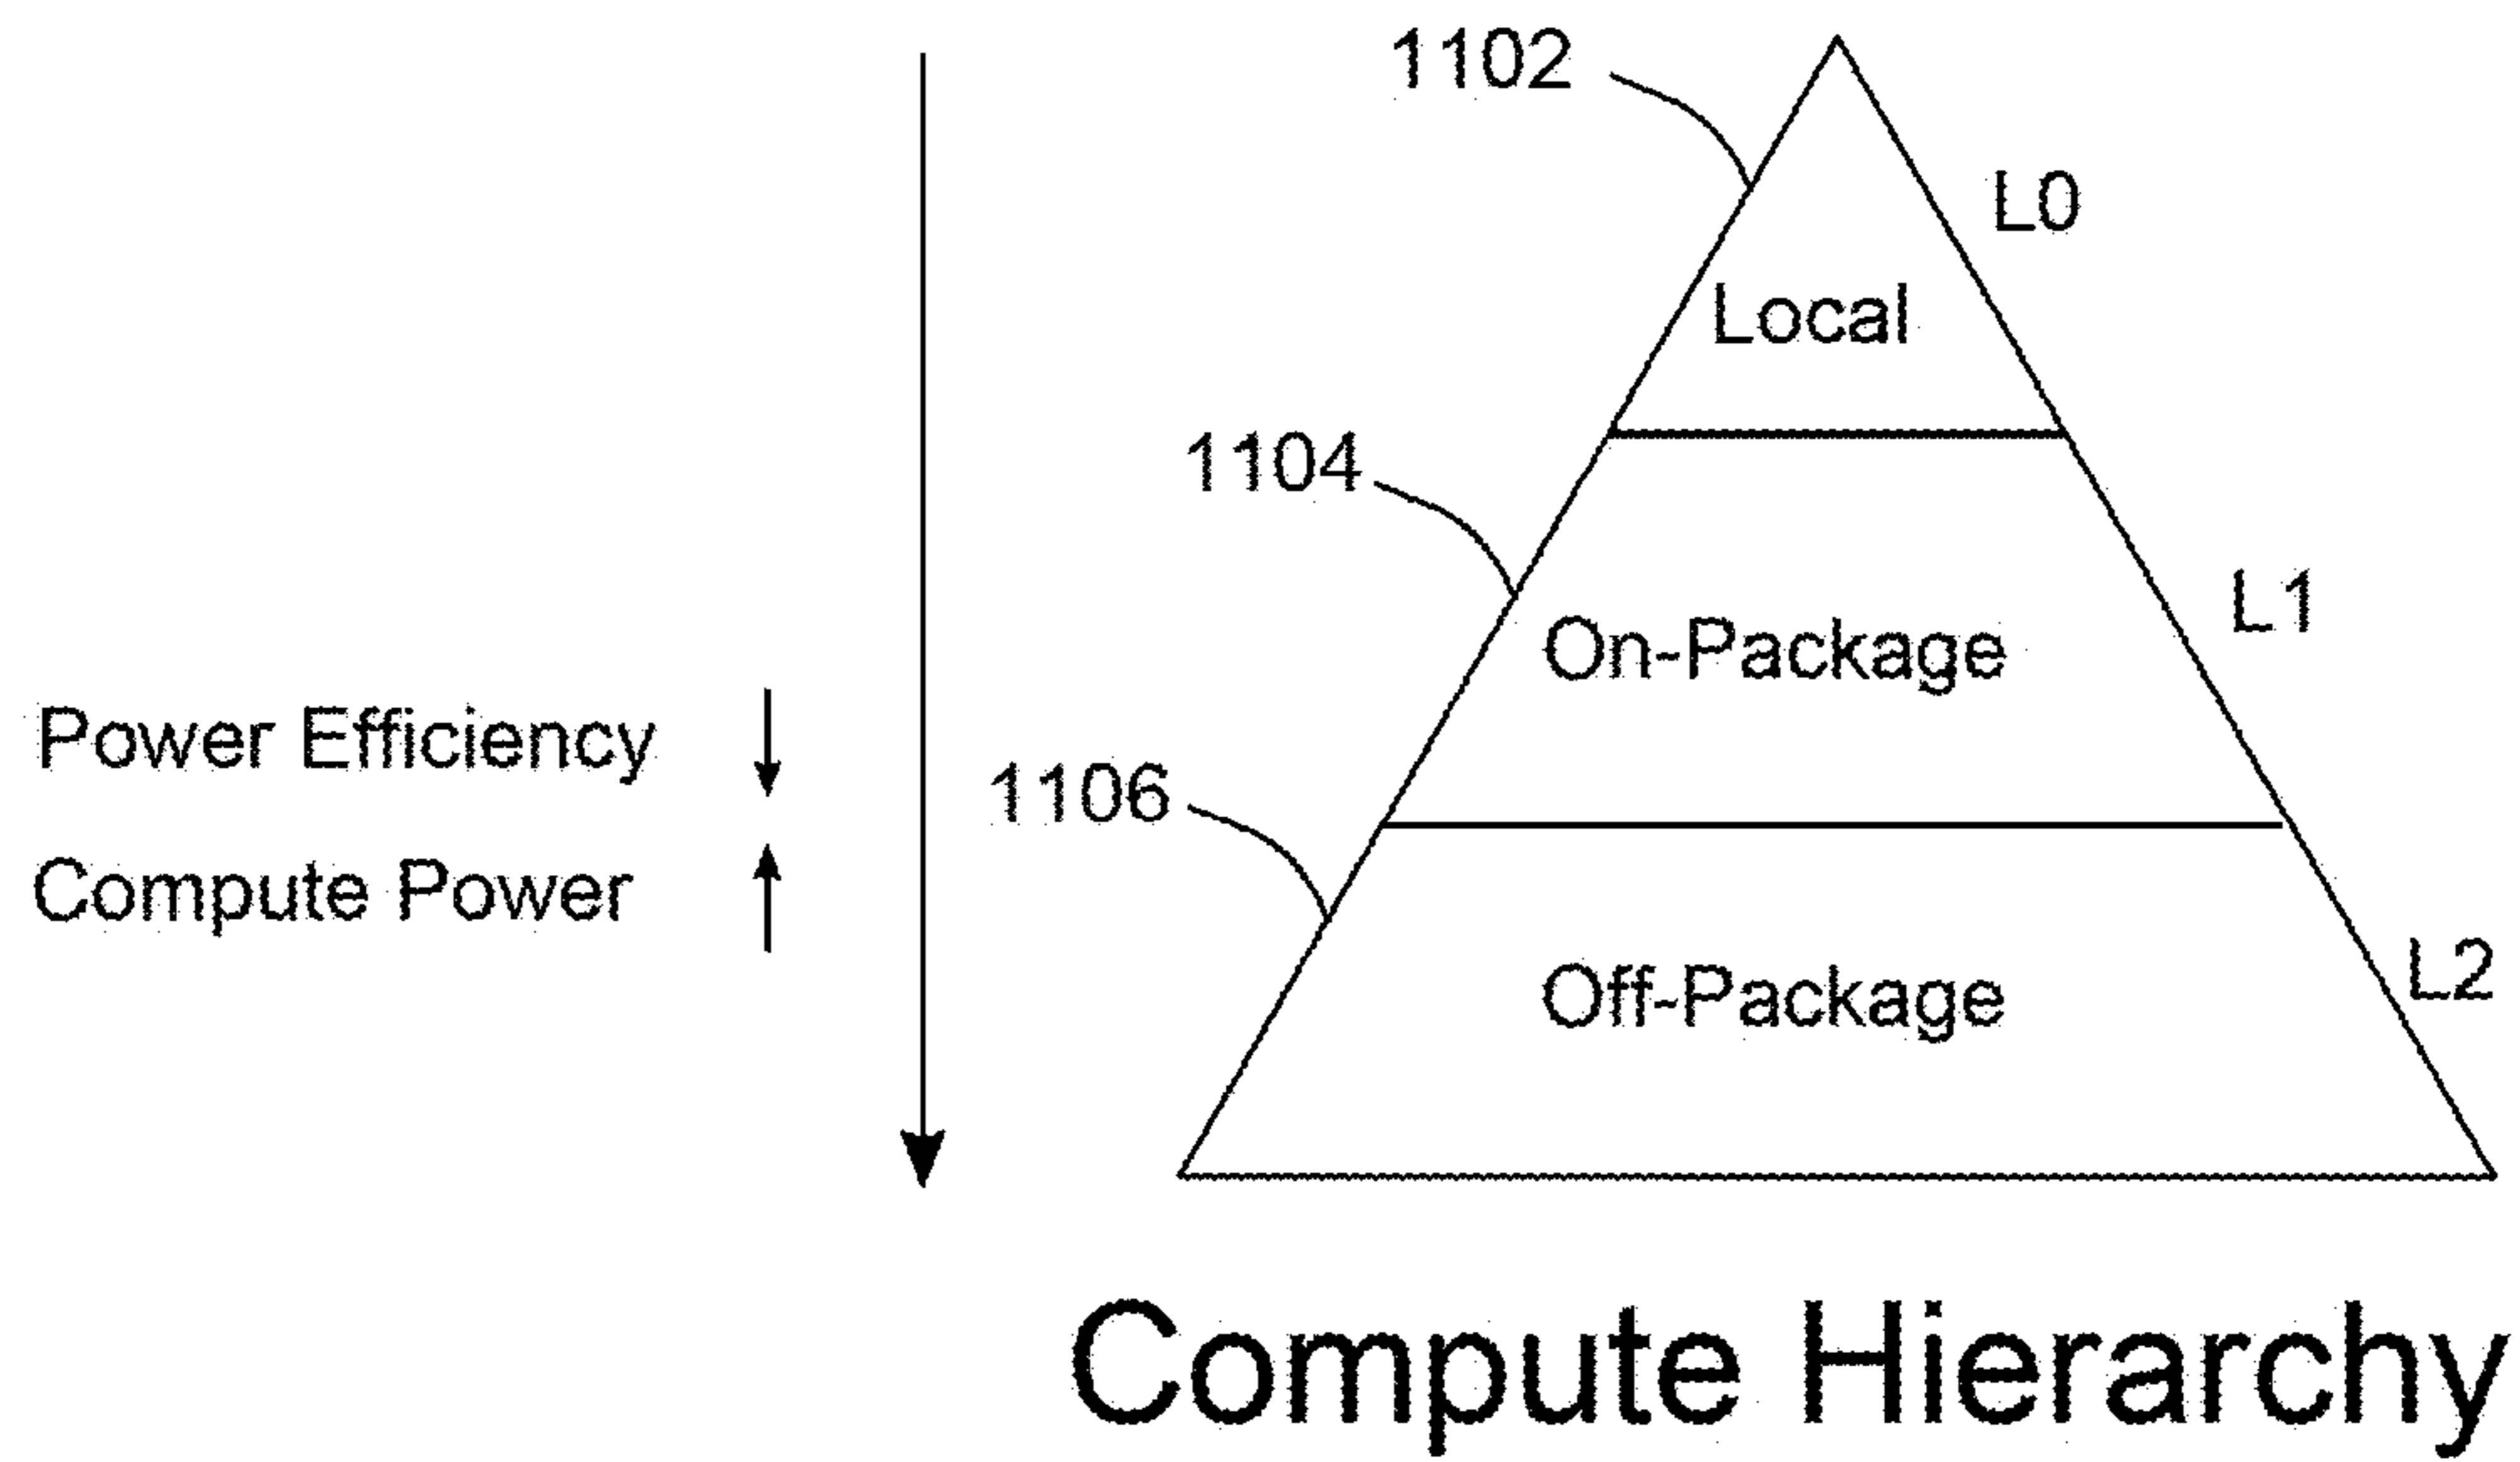 1102
L0
Local
1104
L1
On-Package
Power Efficiency
1106
Compute Power
L2
Off-Package
Compute Hierarchy